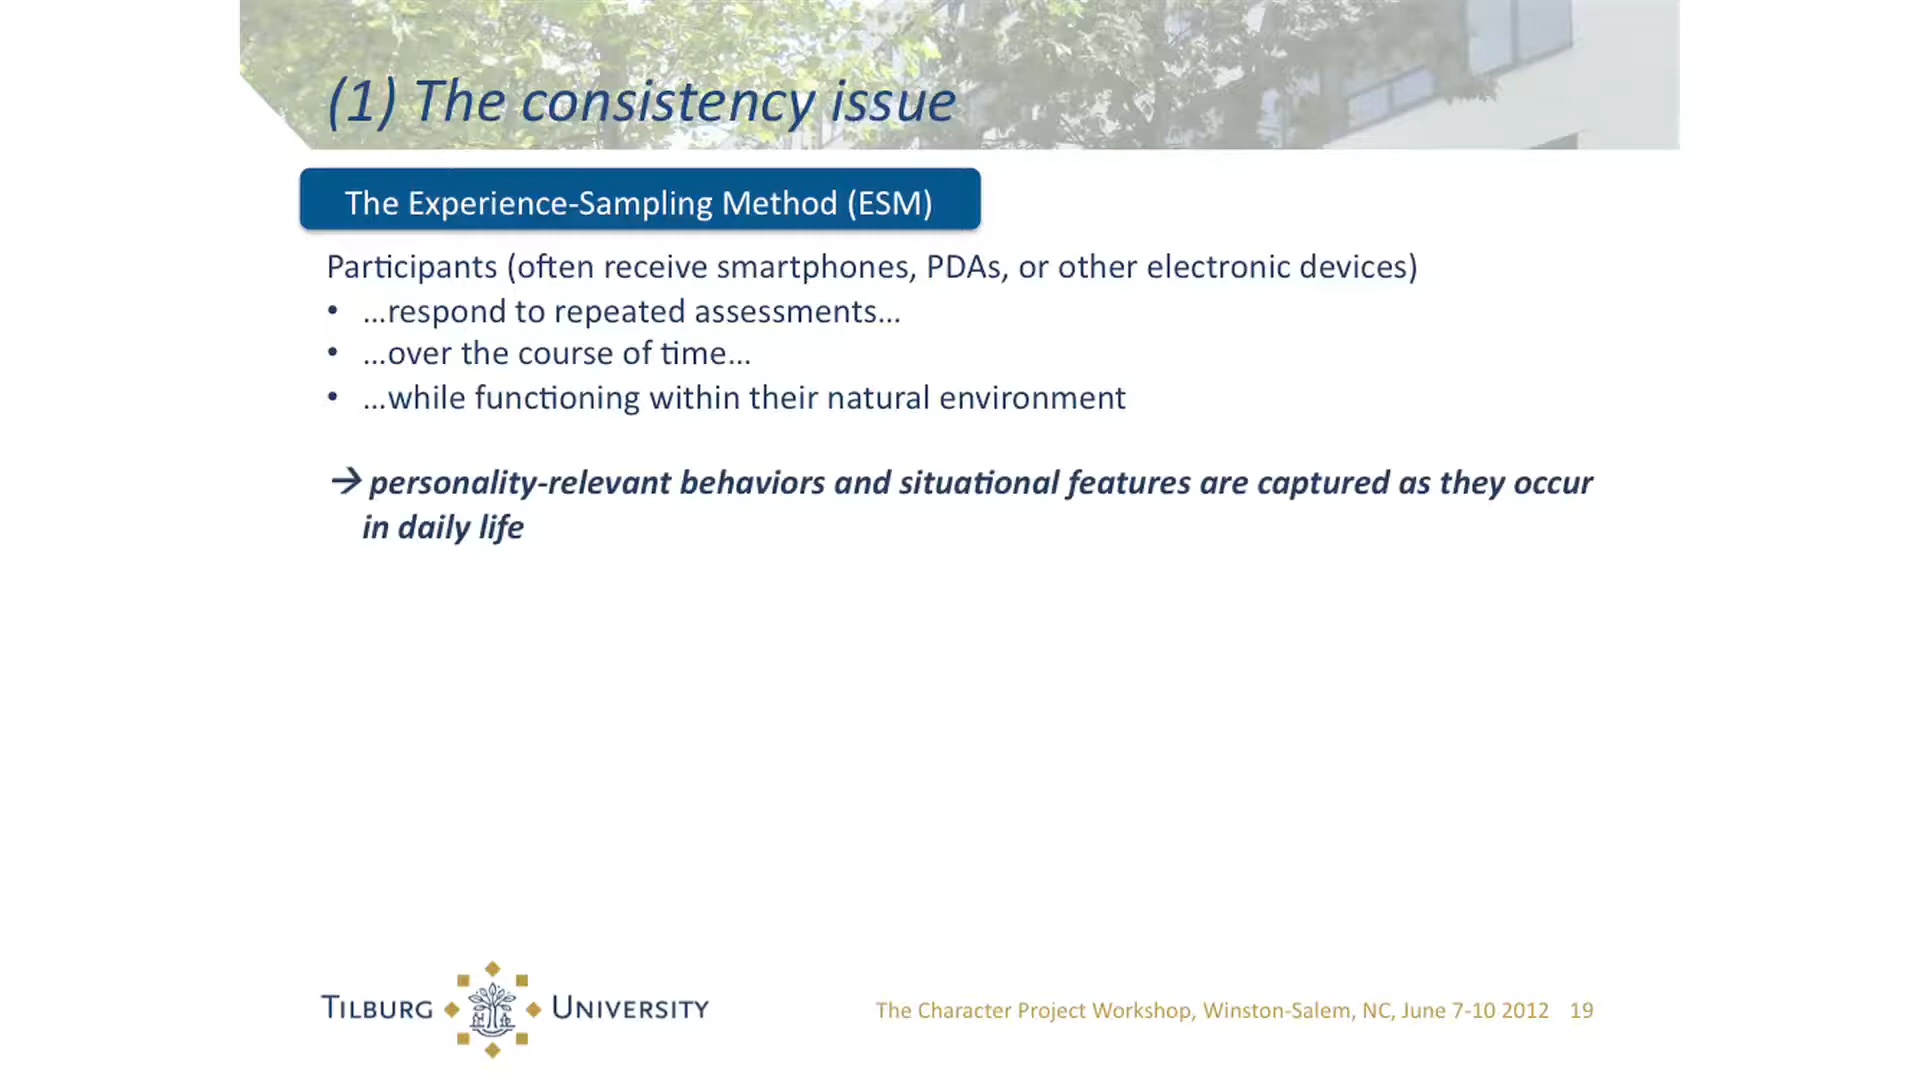 (1) The consistency issue
The Experience-Sampling Method (ESM)
Participants (often receive smartphones, PDAs, or other electronic devices)
• …respond to repeated assessments…
• …over the course of time…
• …while functioning within their natural environment
→ personality-relevant behaviors and situational features are captured as they occur
in daily life
TILBURG UNIVERSITY
The Character Project Workshop, Winston-Salem, NC, June 7-10 2012 19